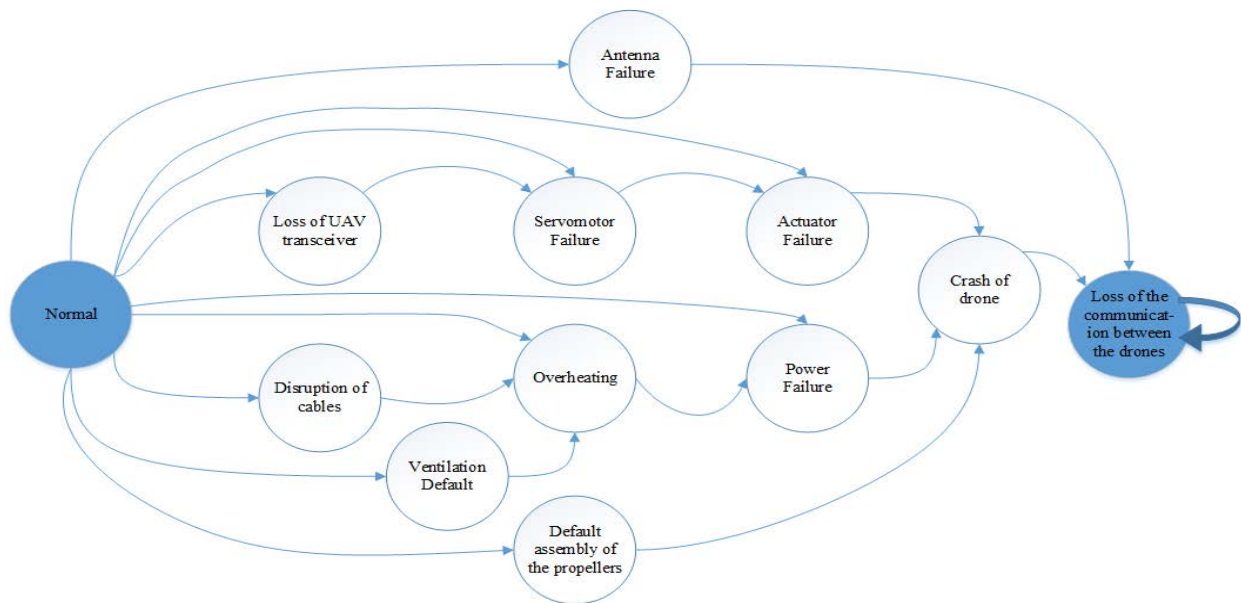 Antenna
Failure
Loss of UAV
transceiver
Servomotor
Failure
Actuator
Failure
Crash of
drone
Normal
Loss of the
communicat-
ion between
the drones
Disruption of
cables
Overheating
Power
Failure
Ventilation
Default
Default
assembly of
the propellers